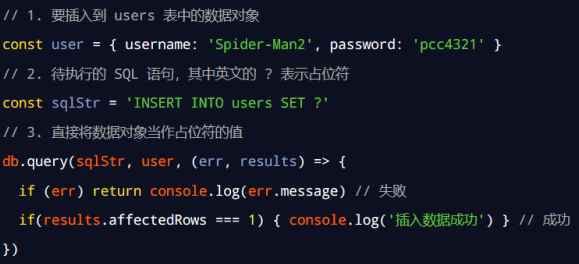 // 1. 要插入到 users 表中的数据对象
const user = { username: 'Spider-Man2', password: 'pcc4321' }
// 2. 待执行的 SQL 语句，其中英文的 ? 表示占位符
const sqlStr = 'INSERT INTO users SET ?'
// 3. 直接将数据对象当作占位符的值
db.query(sqlStr, user, (err, results) => {
  if (err) return console.log(err.message) // 失败
  if(results.affectedRows === 1) { console.log('插入数据成功') } // 成功
})